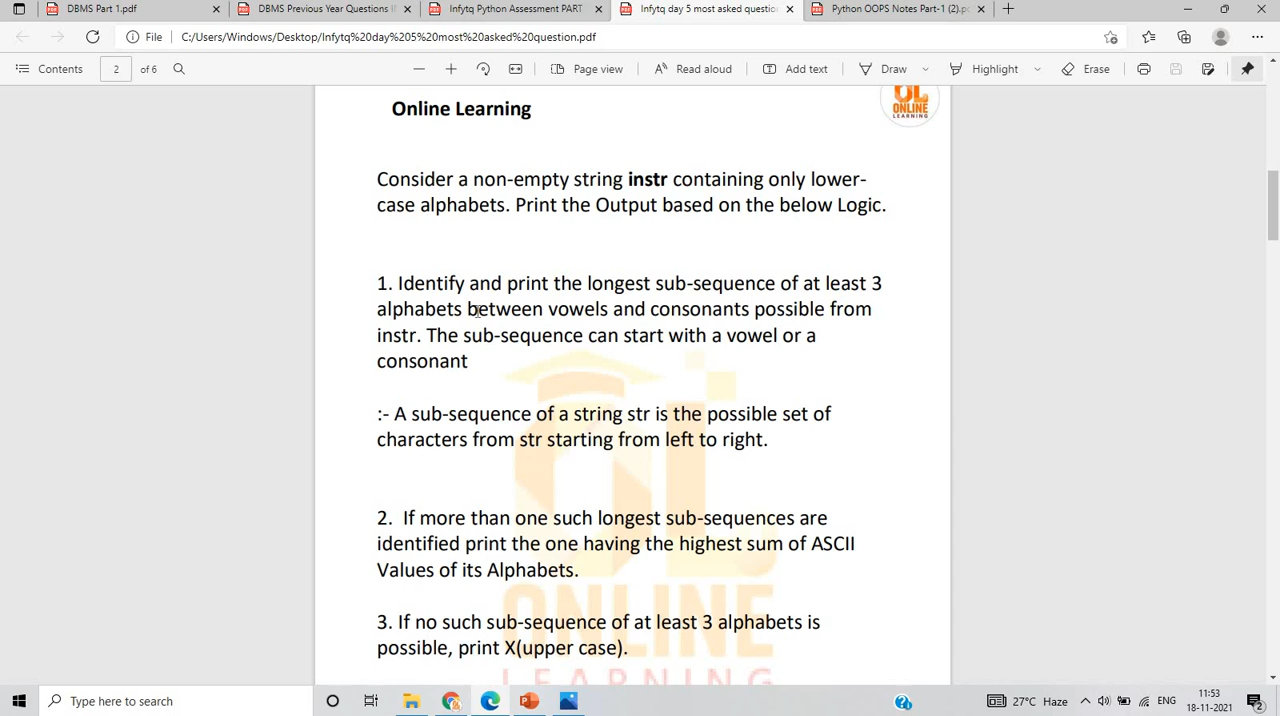 DBMS Part 1.pdf
DBMS Previous Year Questions I
Infytq Python Assessment PART
Infytq day 5 most asked questio
Python OOPS Notes Part-1 (2).p
File
C:/Users/Windows/Desktop/Infytq%20day%205%20most%20asked%20question.pdf
Contents
2
of 6
Page view
Read aloud
Add text
Draw
Highlight
Erase
Online Learning
OL
ONLINE
LEARNING
Consider a non-empty string instr containing only lower-
case alphabets. Print the Output based on the below Logic.
1. Identify and print the longest sub-sequence of at least 3
alphabets between vowels and consonants possible from
instr. The sub-sequence can start with a vowel or a
consonant
:- A sub-sequence of a string str is the possible set of
characters from str starting from left to right.
2. If more than one such longest sub-sequences are
identified print the one having the highest sum of ASCII
Values of its Alphabets.
3. If no such sub-sequence of at least 3 alphabets is
possible, print X(upper case).
OL
ONLINE
LEARNING
Type here to search
27°C Haze
ENG
11:53
18-11-2021
2